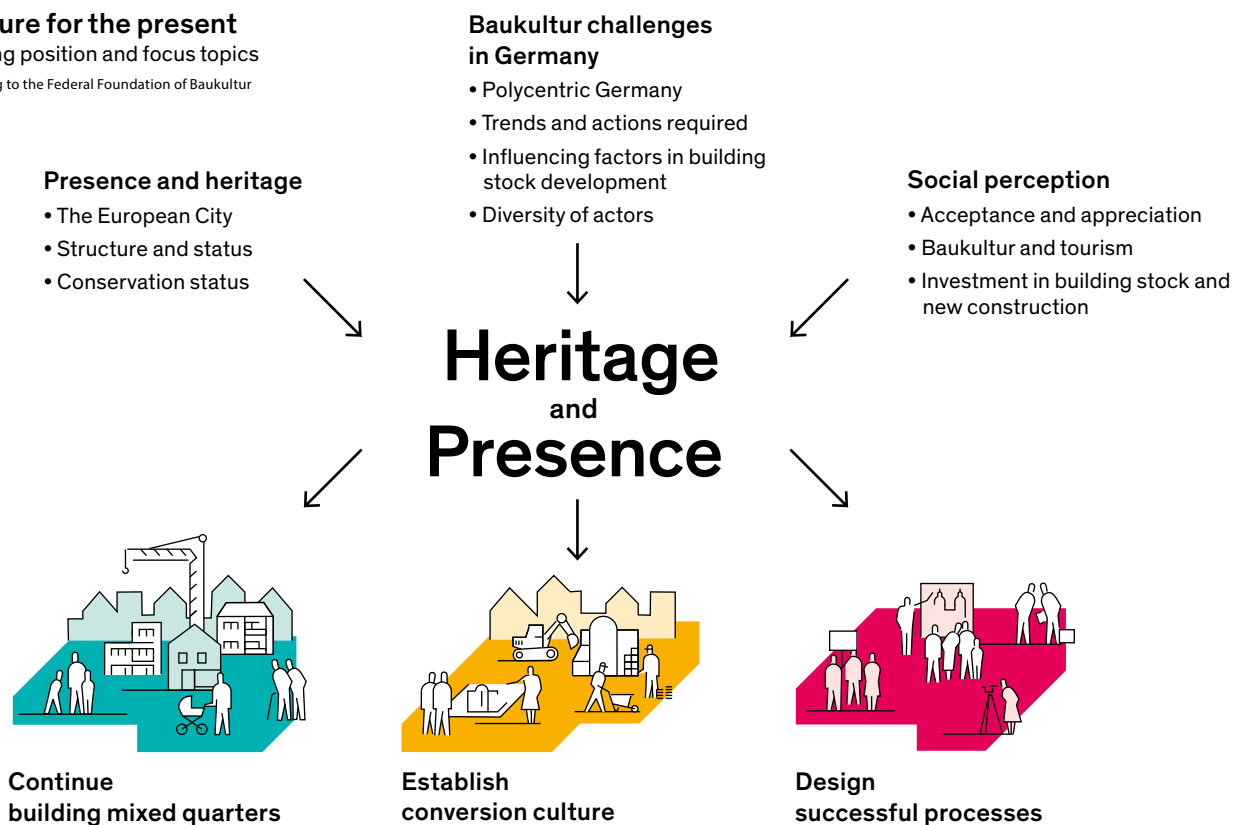 for the present
position and focus topics
to the Federal Foundation of Baukultur
Baukultur challenges
in Germany
• Polycentric Germany
• Trends and actions required
• Influencing factors in building
stock development
• Diversity of actors
Presence and heritage
• The European City
• Structure and status
• Conservation status
Social perception
• Acceptance and appreciation
• Baukultur and tourism
• Investment in building stock and
new construction
Heritage
and
Presence
Continue
building mixed quarters
Establish
conversion culture
Design
successful processes